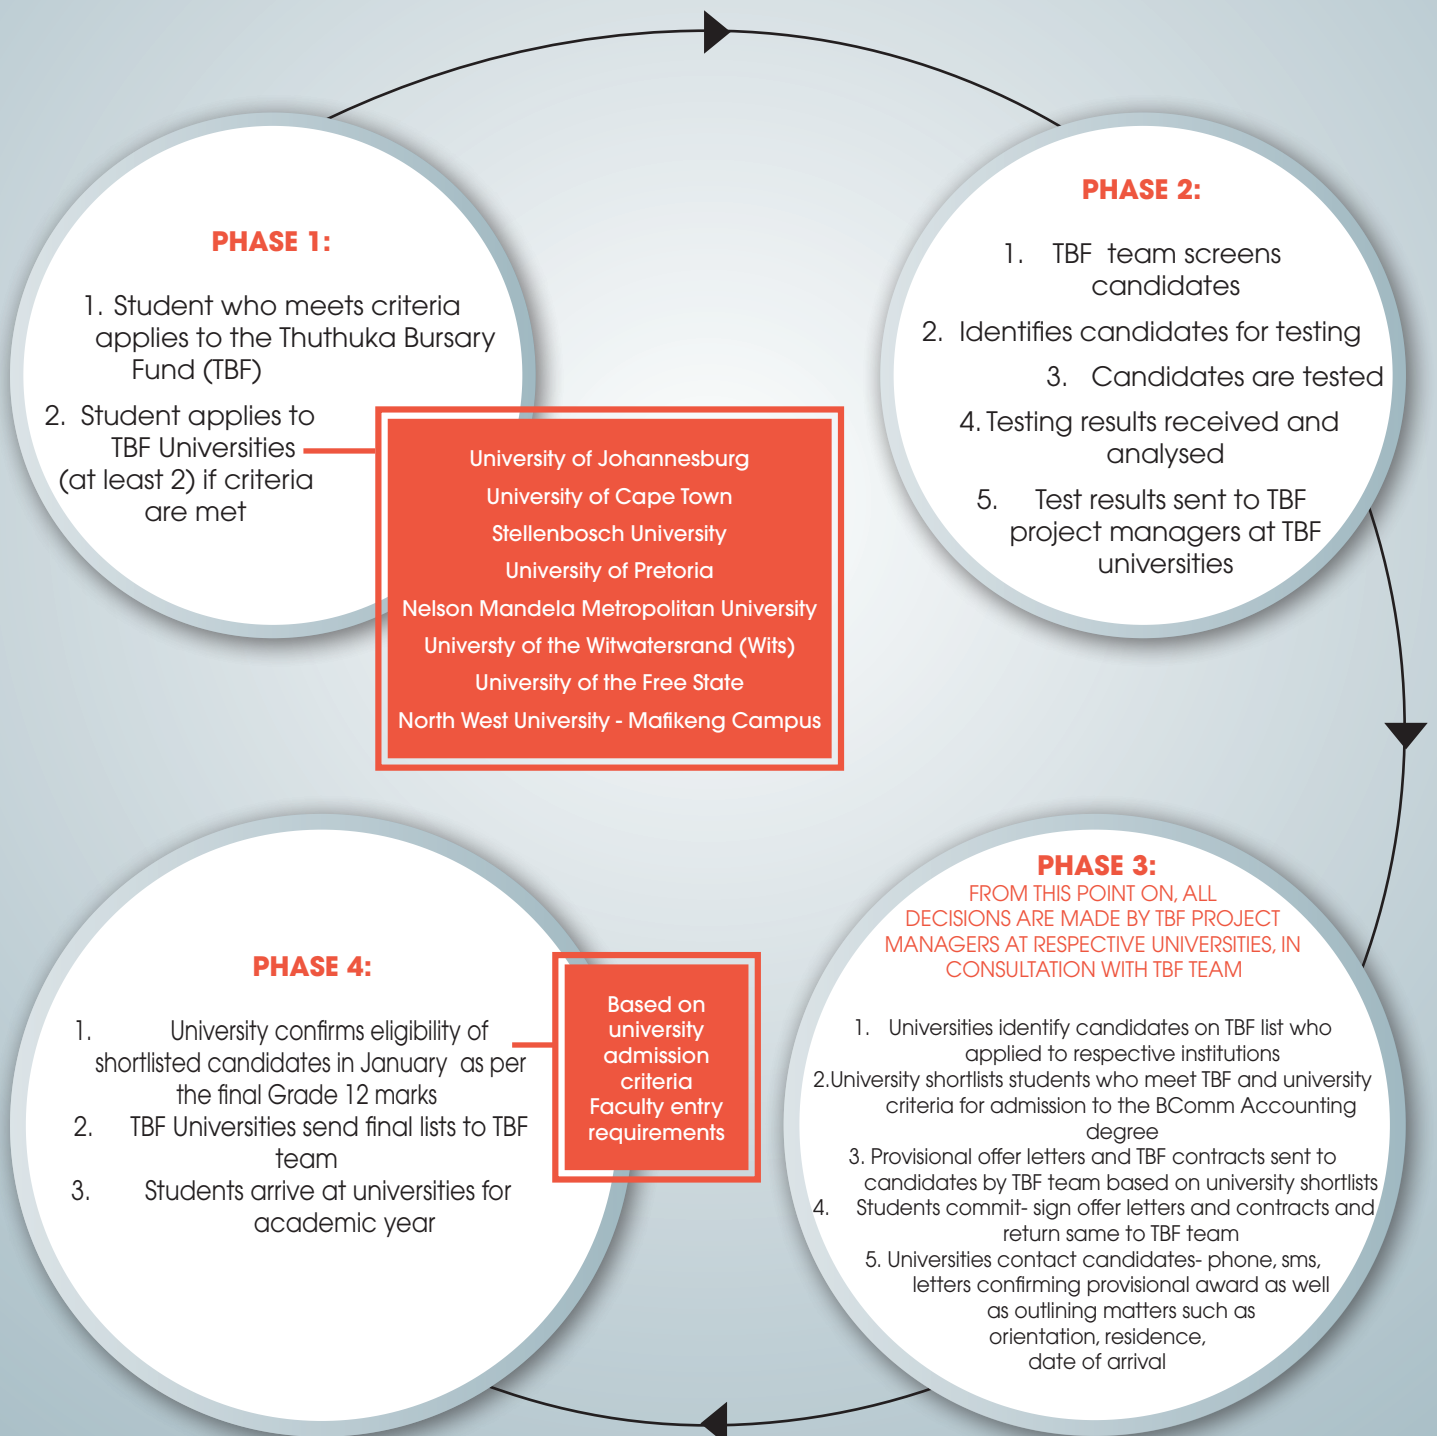 PHASE 1:
1. Student who meets criteria
applies to the Thuthuka Bursary
Fund (TBF)
2. Student applies to
TBF Universities
(at least 2) if criteria
are met
University of Johannesburg
University of Cape Town
Stellenbosch University
University of Pretoria
Nelson Mandela Metropolitan University
Universty of the Witwatersrand (Wits)
University of the Free State
North West University - Mafikeng Campus
PHASE 2:
1. TBF team screens
candidates
2. Identifies candidates for testing
3. Candidates are tested
4. Testing results received and
analysed
5. Test results sent to TBF
project managers at TBF
universities
PHASE 3:
FROM THIS POINT ON, ALL
DECISIONS ARE MADE BY TBF PROJECT
MANAGERS AT RESPECTIVE UNIVERSITIES, IN
CONSULTATION WITH TBF TEAM
1. Universities identify candidates on TBF list who
applied to respective institutions
2.University shortlists students who meet TBF and university
criteria for admission to the BComm Accounting
degree
3. Provisional offer letters and TBF contracts sent to
candidates by TBF team based on university shortlists
4. Students commit- sign offer letters and contracts and
return same to TBF team
5. Universities contact candidates- phone, sms,
letters confirming provisional award as well
as outlining matters such as
orientation, residence,
date of arrival
PHASE 4:
1. University confirms eligibility of
shortlisted candidates in January as per
the final Grade 12 marks
2. TBF Universities send final lists to TBF
team
3. Students arrive at universities for
academic year
Based on
university
admission
criteria
Faculty entry
requirements